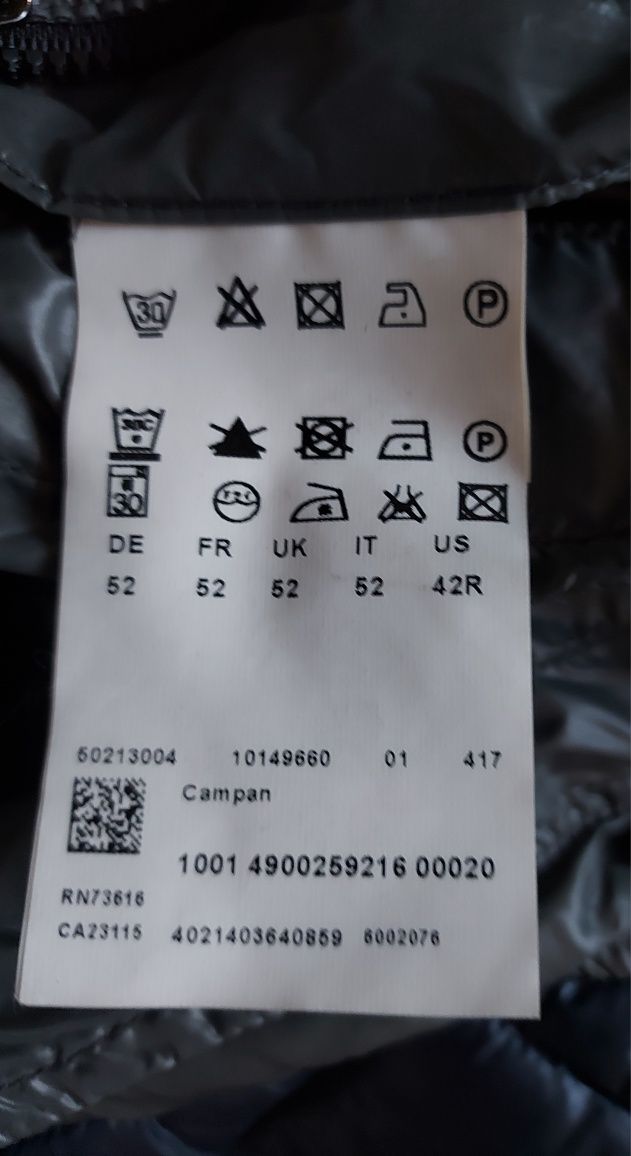 30 P
30C P
30
DE FR UK IT US
52 52 52 52 42R
50213004 10149660 01 417
Campan
1001 4900259216 00020
RN73616
CA23115 4021403640859 6002076